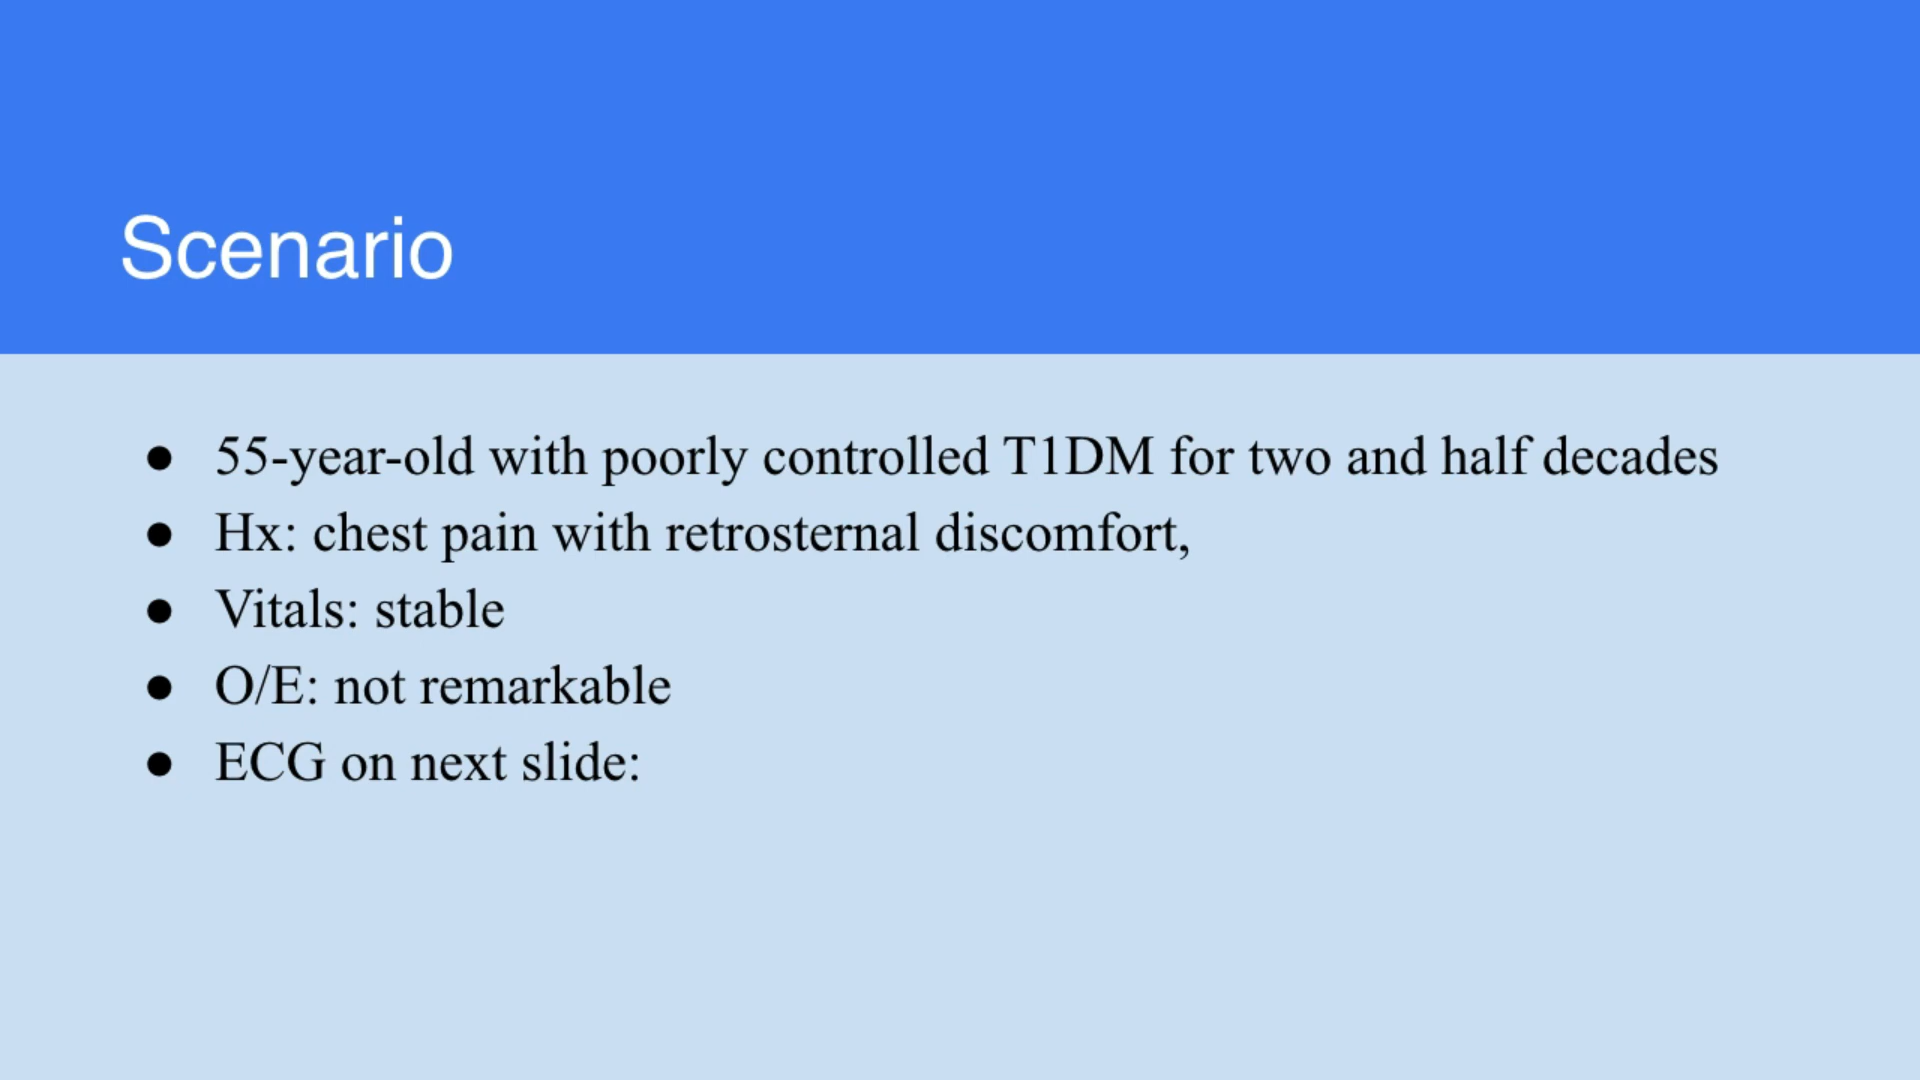 Scenario
● 55-year-old with poorly controlled T1DM for two and half decades
● Hx: chest pain with retrosternal discomfort,
● Vitals: stable
● O/E: not remarkable
● ECG on next slide: